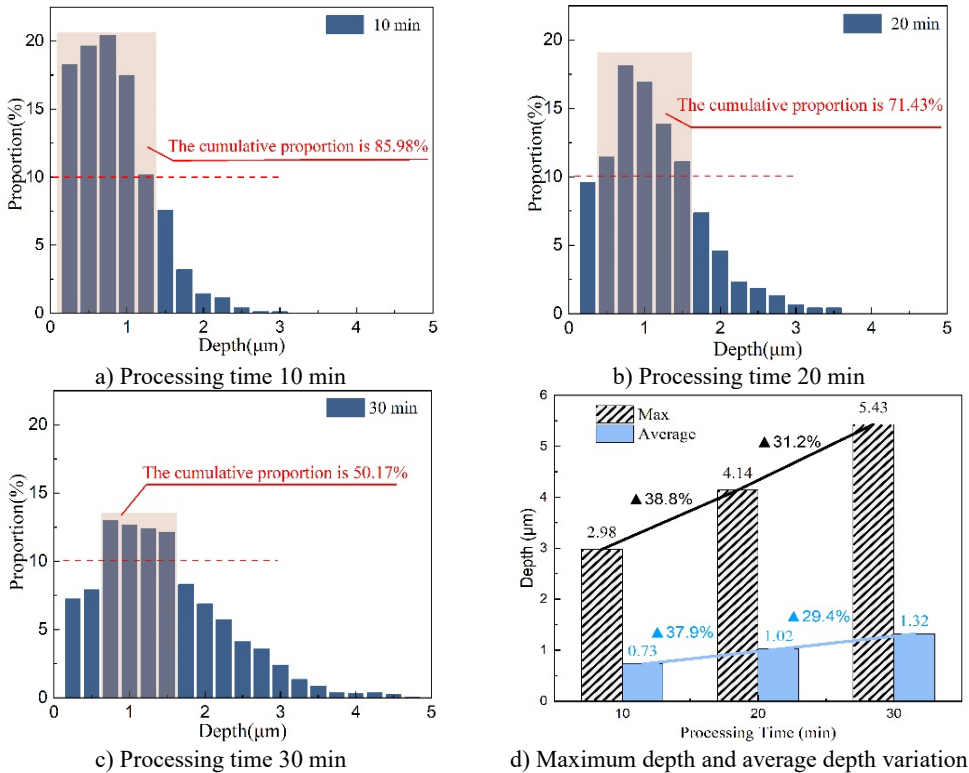 10 min
20
15
10
5
0
Proportion(%)
The cumulative proportion is 85.98%
0 1 2 3 4 5
Depth(μm)
a) Processing time 10 min
20 min
20
15
10
5
0
Proportion(%)
The cumulative proportion is 71.43%
0 1 2 3 4 5
Depth(μm)
b) Processing time 20 min
30 min
20
15
10
5
0
Proportion(%)
The cumulative proportion is 50.17%
0 1 2 3 4 5
Depth(μm)
c) Processing time 30 min
6
5
4
3
2
1
0
Depth (μm)
Max
Average
5.43
▲31.2%
4.14
▲38.8%
2.98
▲29.4%
▲37.9%
0.73
1.02
1.32
10 20 30
Processing Time (min)
d) Maximum depth and average depth variation